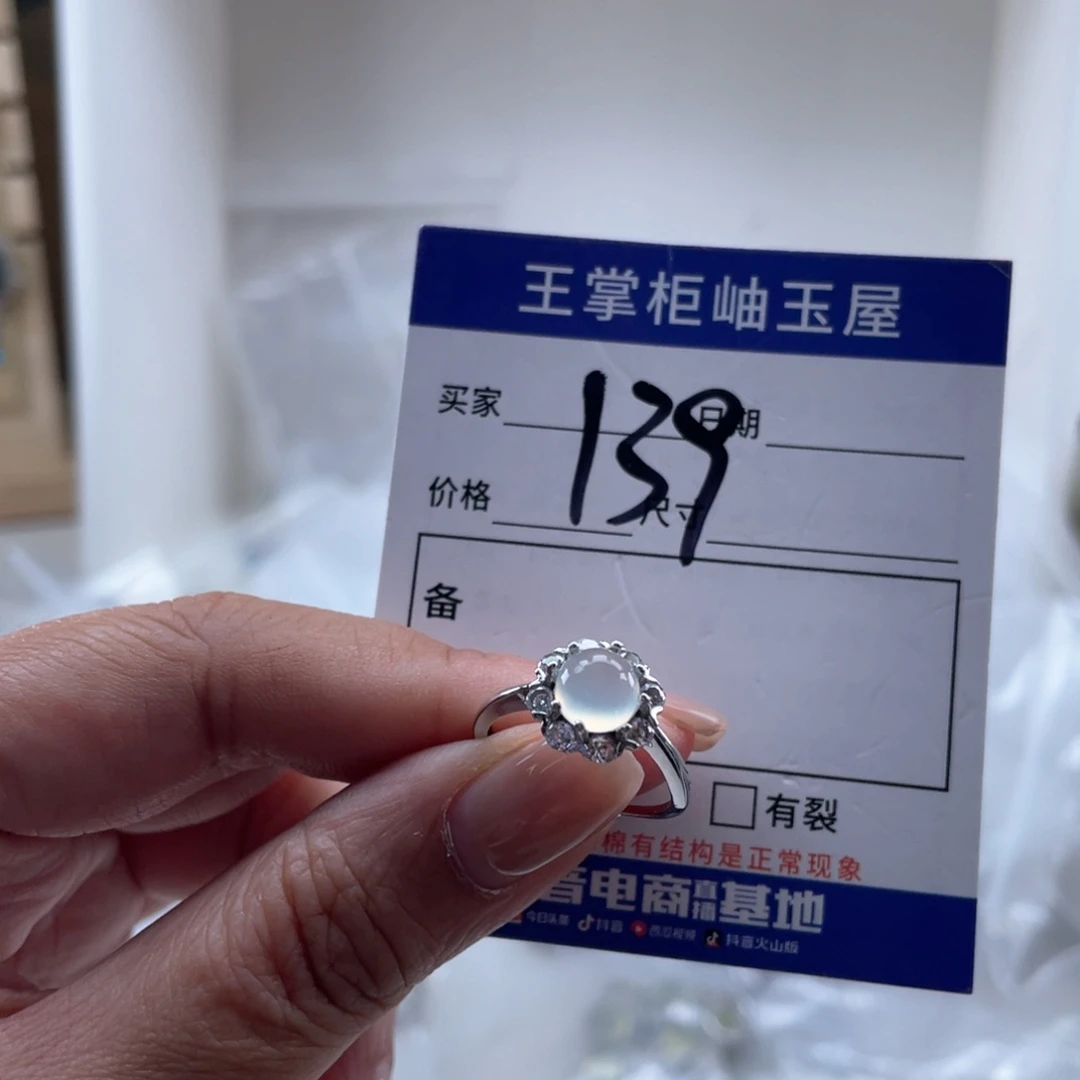 王掌柜岫玉屋
139
买家 日期
价格 尺寸
备
有裂
棉有结构是正常现象
音电商直播基地
今日头条 抖音 西瓜视频 抖音火山版